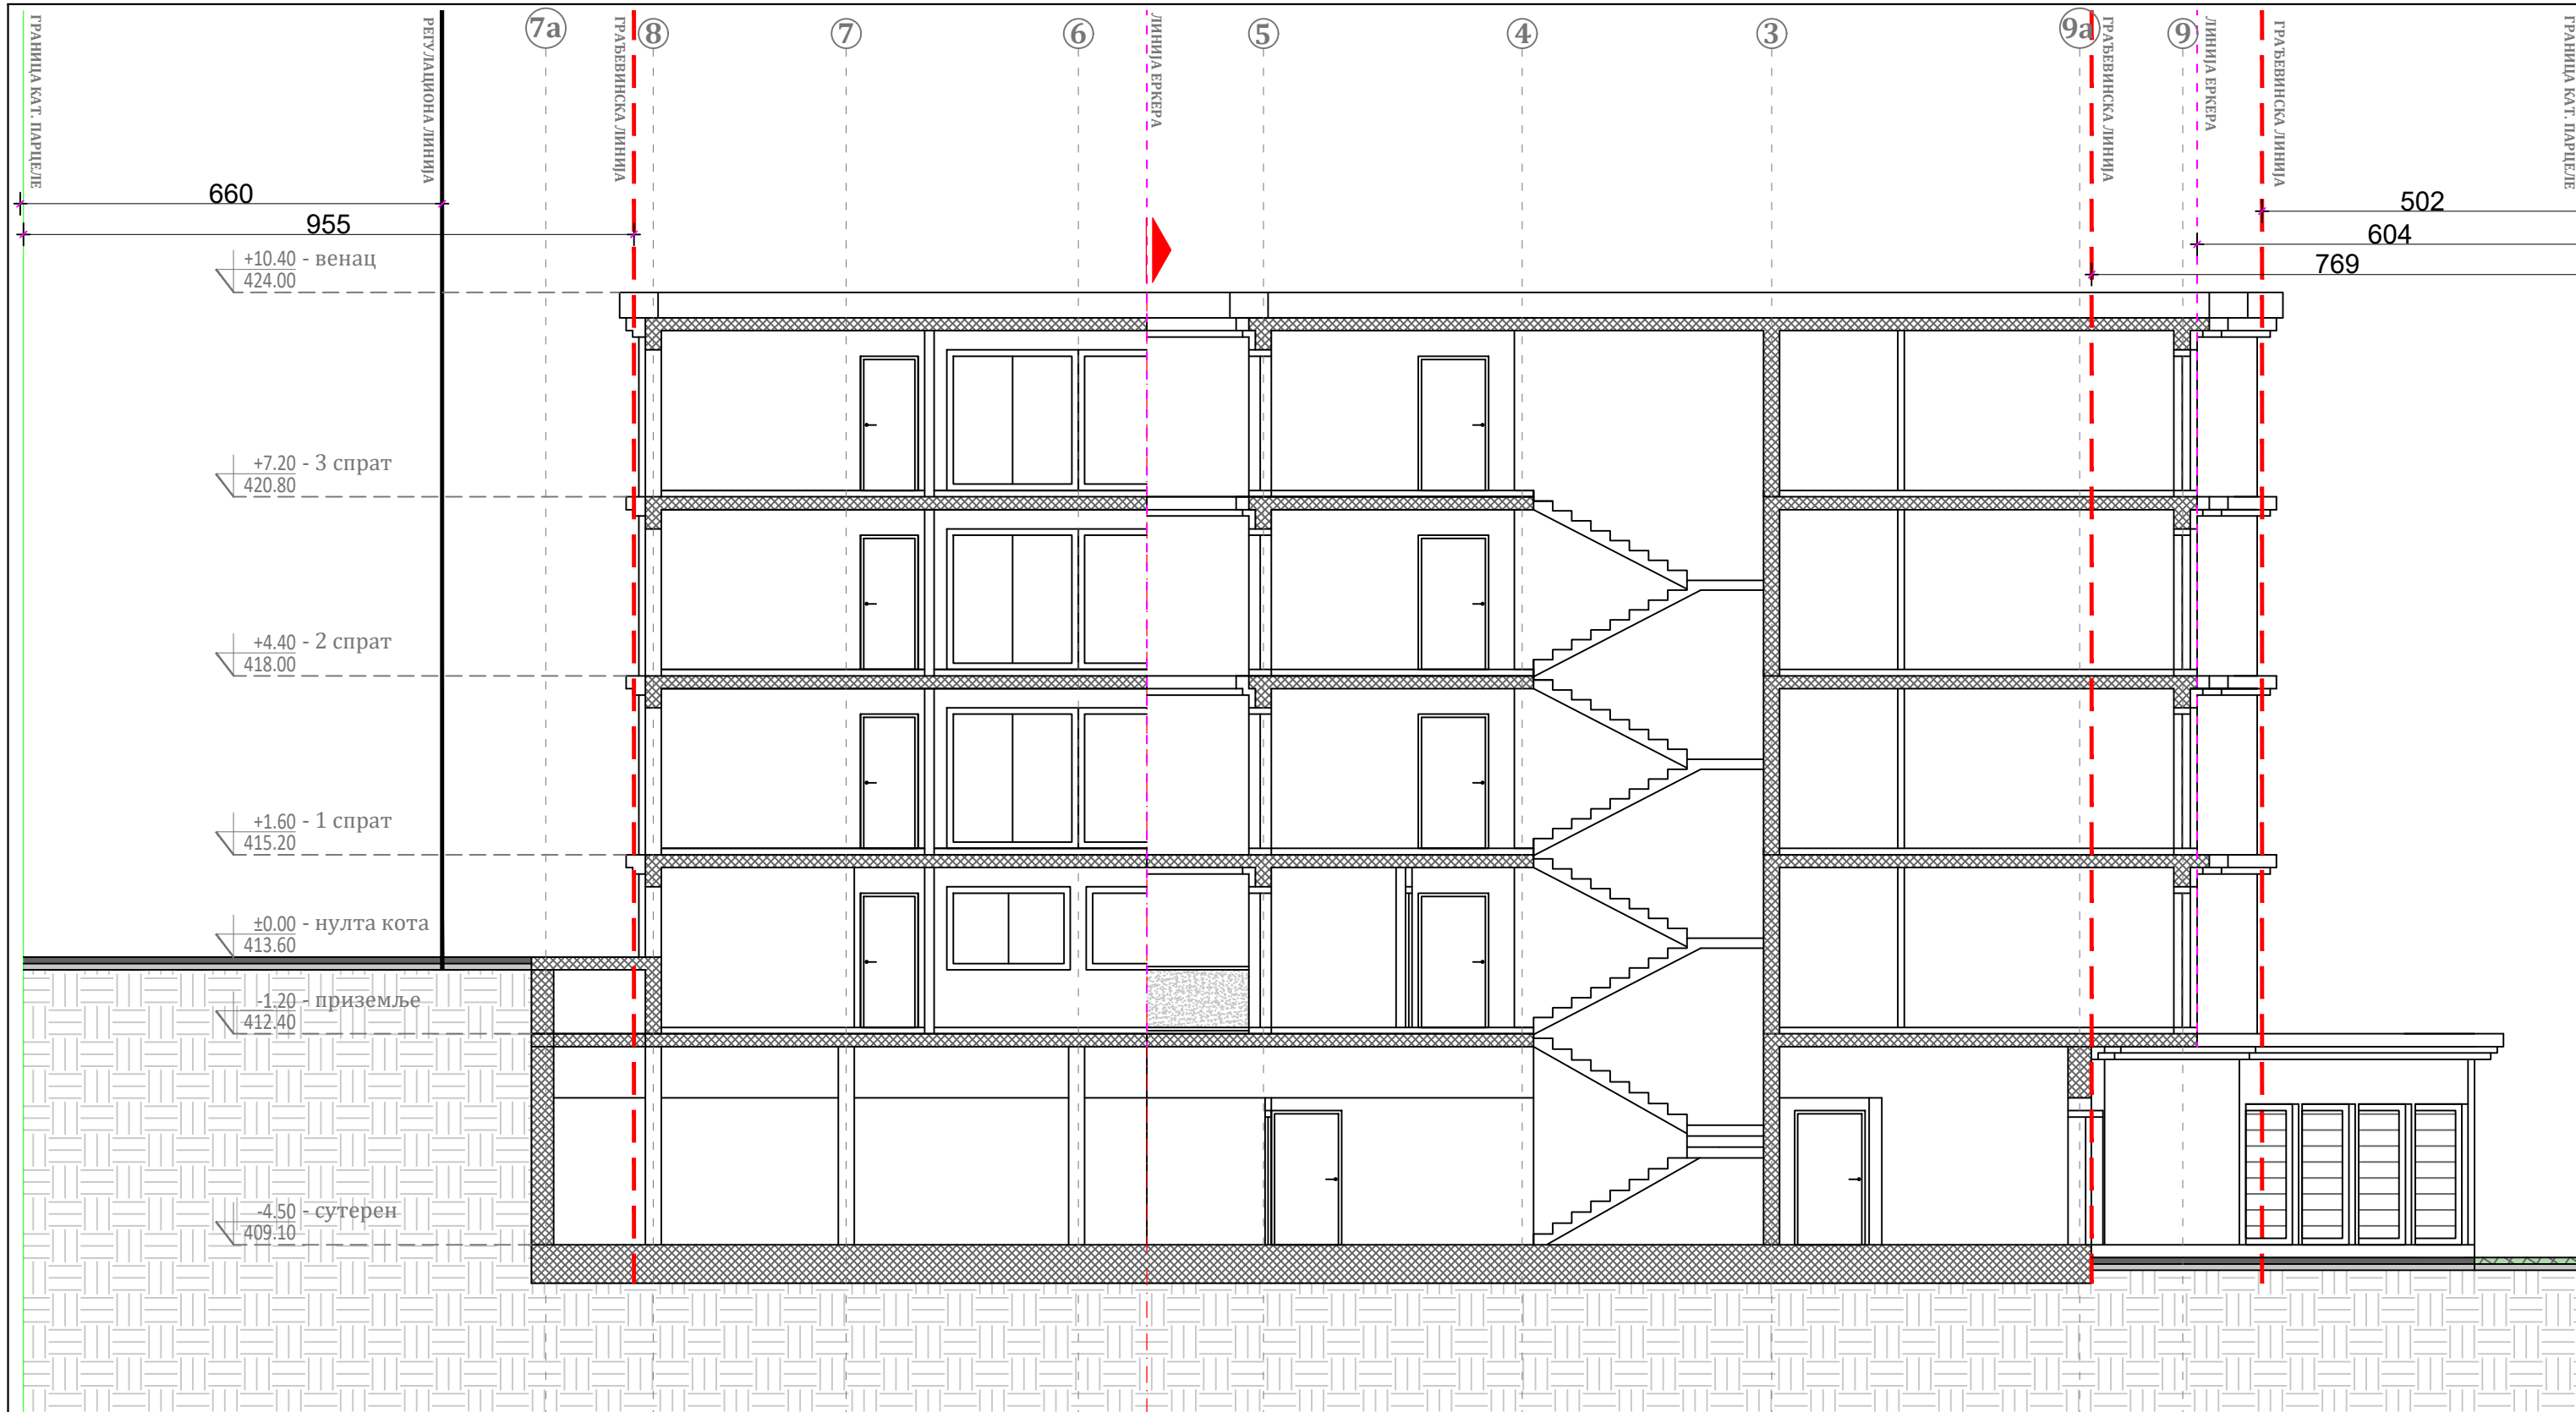 7а
8
7
6
5
4
3
9а
9
ГРАНИЦА КАТ. ПАРЦЕЛЕ
РЕГУЛАЦИОНА ЛИНИЈА
ГРАЂЕВИНСКА ЛИНИЈА
ЛИНИЈА ЕРКЕРА
ГРАЂЕВИНСКА ЛИНИЈА
ЛИНИЈА ЕРКЕРА
ГРАЂЕВИНСКА ЛИНИЈА
ГРАНИЦА КАТ. ПАРЦЕЛЕ
660
955
502
604
769
+10.40 - венац
424.00
+7.20 - 3 спрат
420.80
+4.40 - 2 спрат
418.00
+1.60 - 1 спрат
415.20
±0.00 - нулта кота
413.60
-1.20 - приземље
412.40
-4.50 - сутерен
409.10